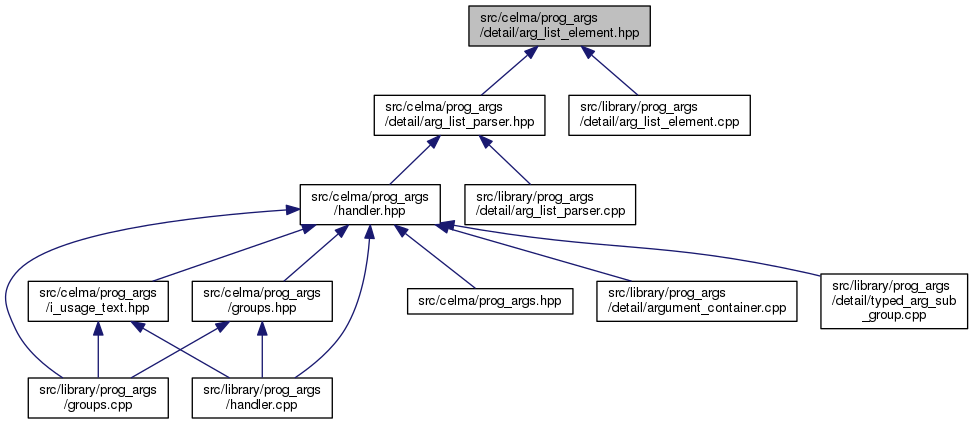 src/celma/prog_args
/detail/arg_list_element.hpp
src/celma/prog_args
/detail/arg_list_parser.hpp
src/library/prog_args
/detail/arg_list_element.cpp
src/celma/prog_args
/handler.hpp
src/library/prog_args
/detail/arg_list_parser.cpp
src/celma/prog_args
/i_usage_text.hpp
src/celma/prog_args
/groups.hpp
src/celma/prog_args.hpp
src/library/prog_args
/detail/argument_container.cpp
src/library/prog_args
/detail/typed_arg_sub
_group.cpp
src/library/prog_args
/groups.cpp
src/library/prog_args
/handler.cpp